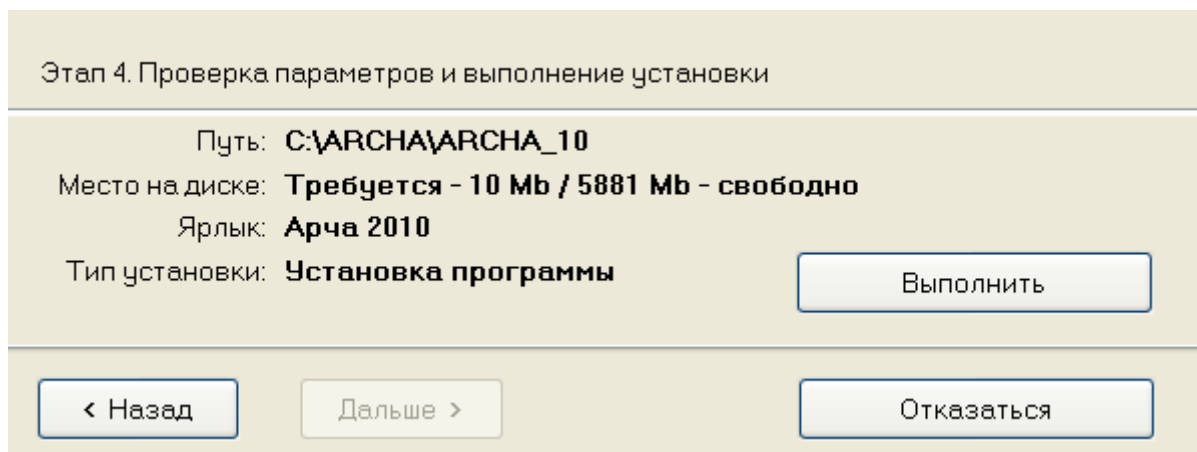 Этап 4. Проверка параметров и выполнение установки
Путь: C:\ARCHA\ARCHA_10
Место на диске: Требуется - 10 Mb / 5881 Mb - свободно
Ярлык: Арча 2010
Тип установки: Установка программы
Выполнить
< Назад
Дальше >
Отказаться